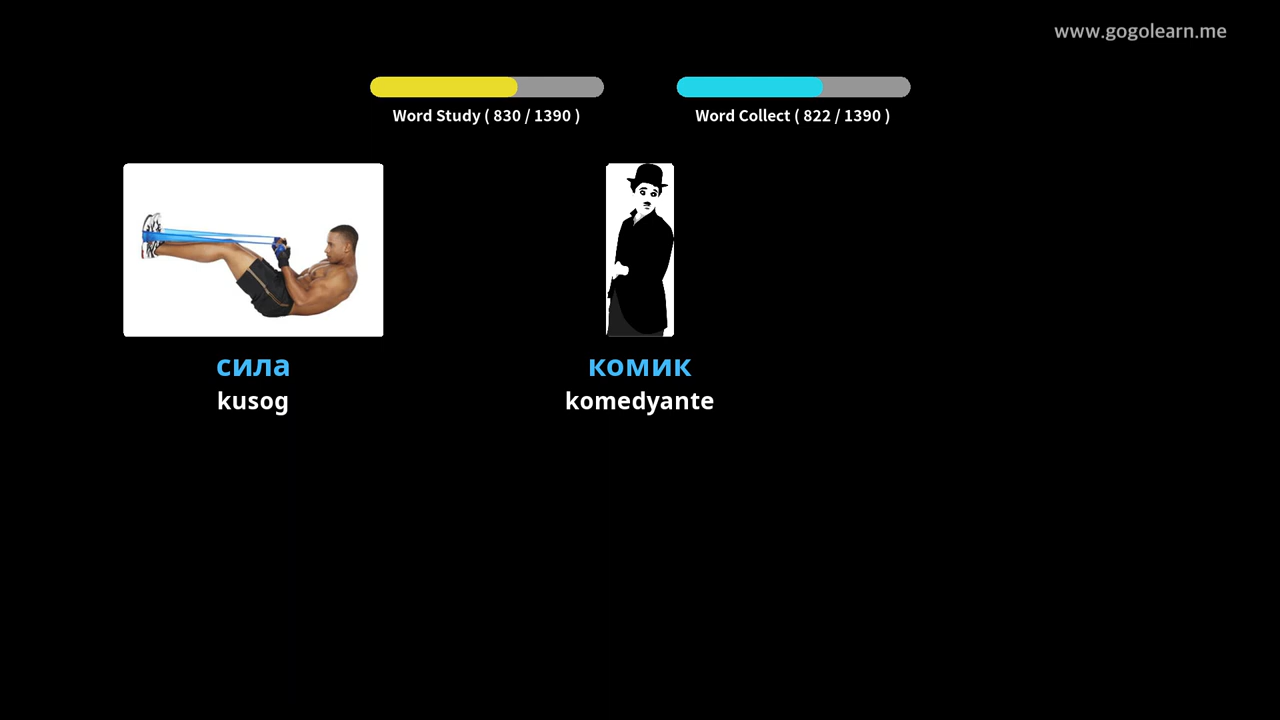 www.gogolearn.me
Word Study ( 830 / 1390 )
Word Collect ( 822 / 1390 )
сила
kusog
комик
komedyante